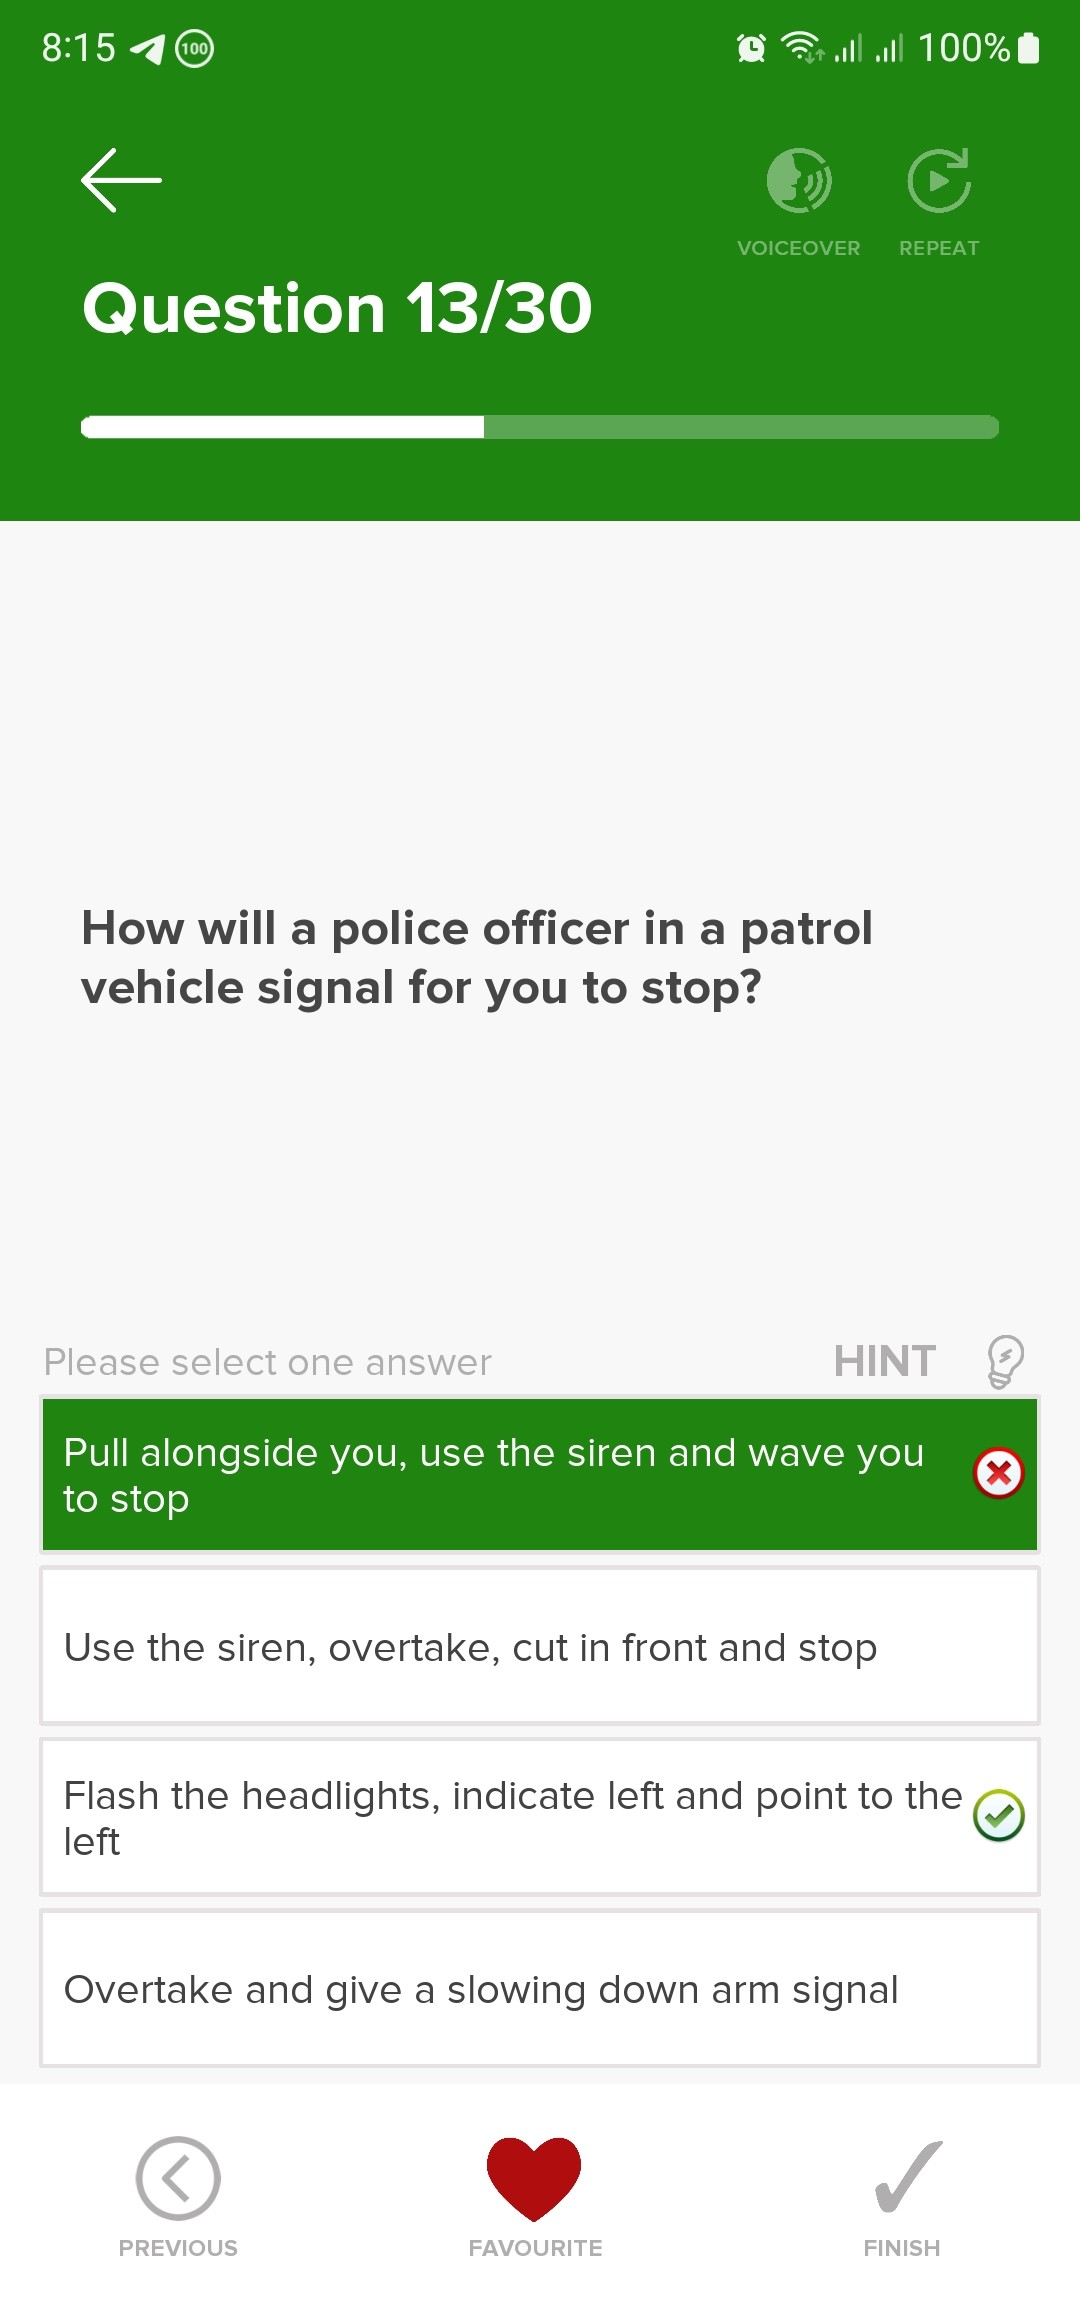 8:15
100
100%
VOICEOVER
REPEAT
Question 13/30
How will a police officer in a patrol
vehicle signal for you to stop?
Please select one answer
HINT
Pull alongside you, use the siren and wave you
to stop
Use the siren, overtake, cut in front and stop
Flash the headlights, indicate left and point to the
left
Overtake and give a slowing down arm signal
PREVIOUS
FAVOURITE
FINISH